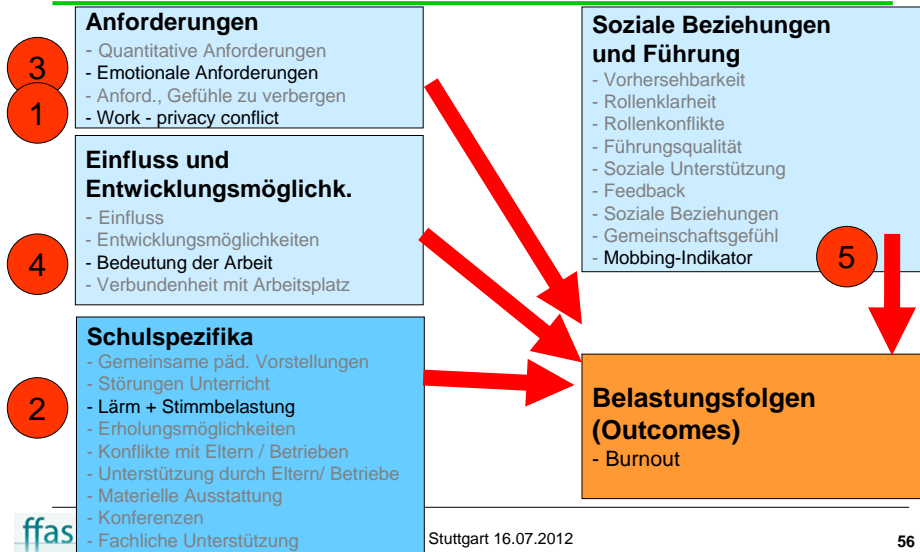 Anforderungen
- Quantitative Anforderungen
- Emotionale Anforderungen
- Anford., Gefühle zu verbergen
- Work - privacy conflict
3
1
Einfluss und
Entwicklungsmöglichk.
- Einfluss
- Entwicklungsmöglichkeiten
- Bedeutung der Arbeit
- Verbundenheit mit Arbeitsplatz
4
Schulspezifika
- Gemeinsame päd. Vorstellungen
- Störungen Unterricht
- Lärm + Stimmbelastung
- Erholungsmöglichkeiten
- Konflikte mit Eltern / Betrieben
- Unterstützung durch Eltern/ Betriebe
- Materielle Ausstattung
- Konferenzen
- Fachliche Unterstützung
2
Soziale Beziehungen
und Führung
- Vorhersehbarkeit
- Rollenklarheit
- Rollenkonflikte
- Führungsqualität
- Soziale Unterstützung
- Feedback
- Soziale Beziehungen
- Gemeinschaftsgefühl
- Mobbing-Indikator
5
Belastungsfolgen
(Outcomes)
- Burnout
ffas
Stuttgart 16.07.2012
56